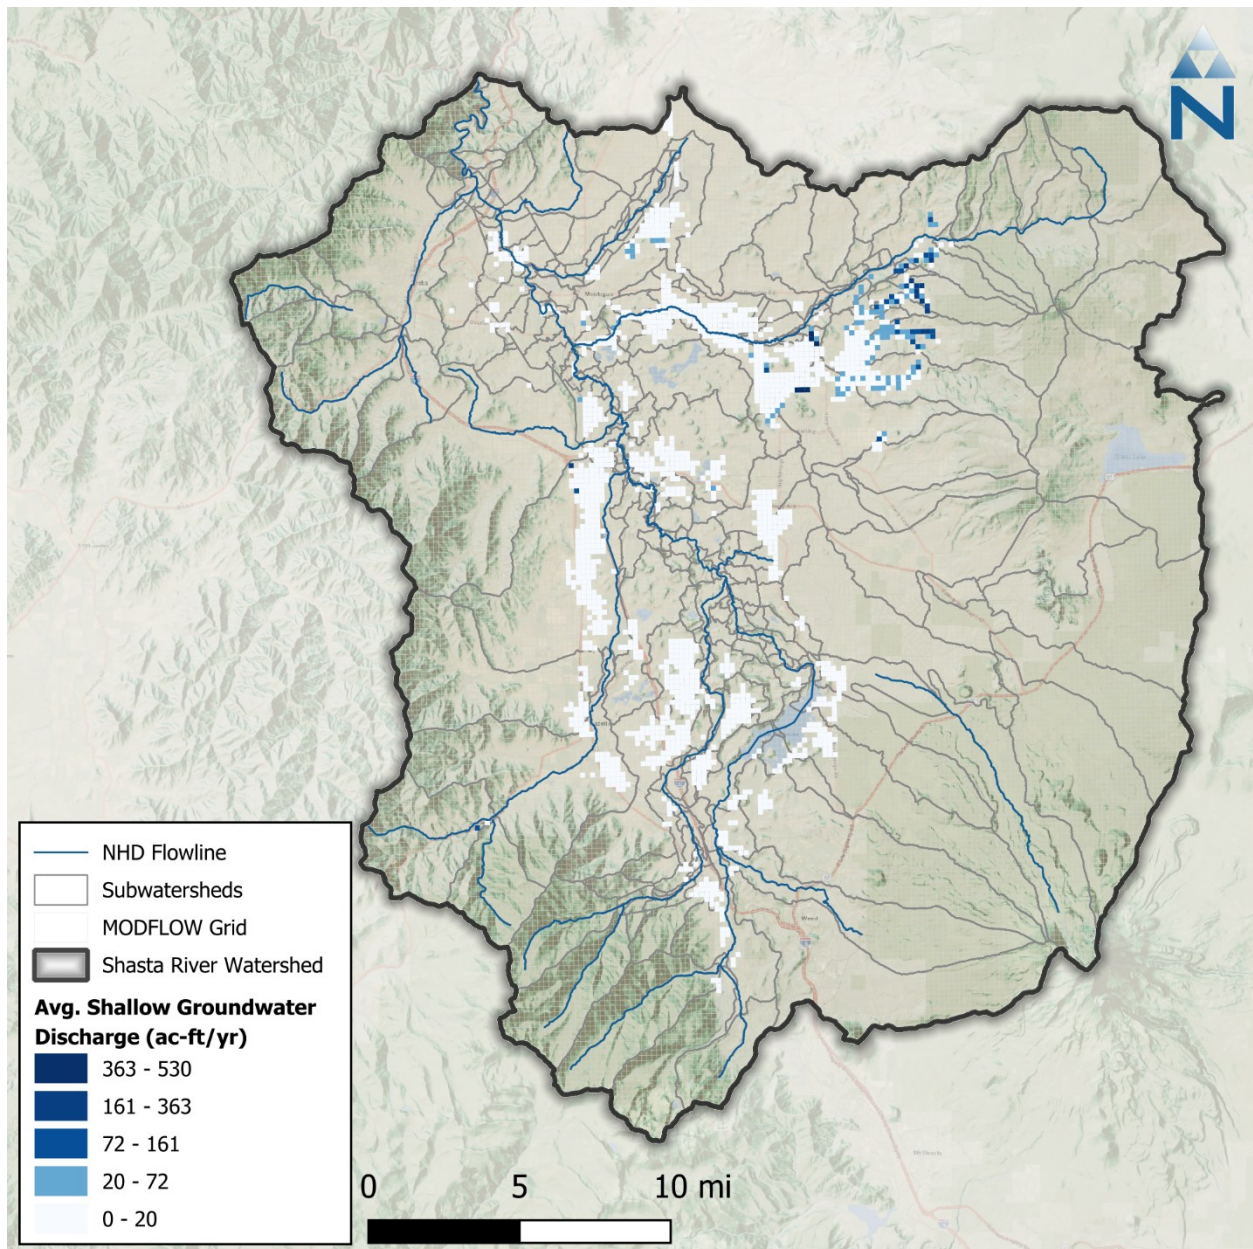 N
Weed
NHD Flowline
Subwatersheds
MODFLOW Grid
Shasta River Watershed
Avg. Shallow Groundwater
Discharge (ac-ft/yr)
363 - 530
161 - 363
72 - 161
20 - 72
0 - 20
0 5 10 mi